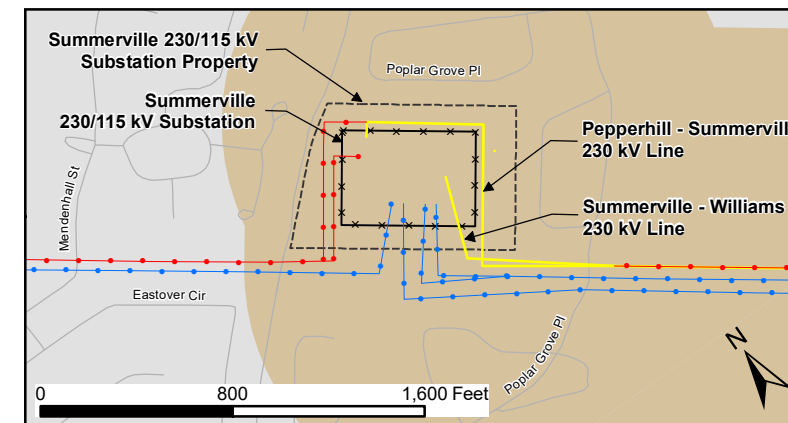 Summerville 230/115 kV
Substation Property
Poplar Grove Pl
Summerville
230/115 kV Substation
Pepperhill - Summervill
230 kV Line
Mendenhall St
Summerville - Williams
230 kV Line
Eastover Cir
Poplar Grove Pl
N
0 800 1,600 Feet